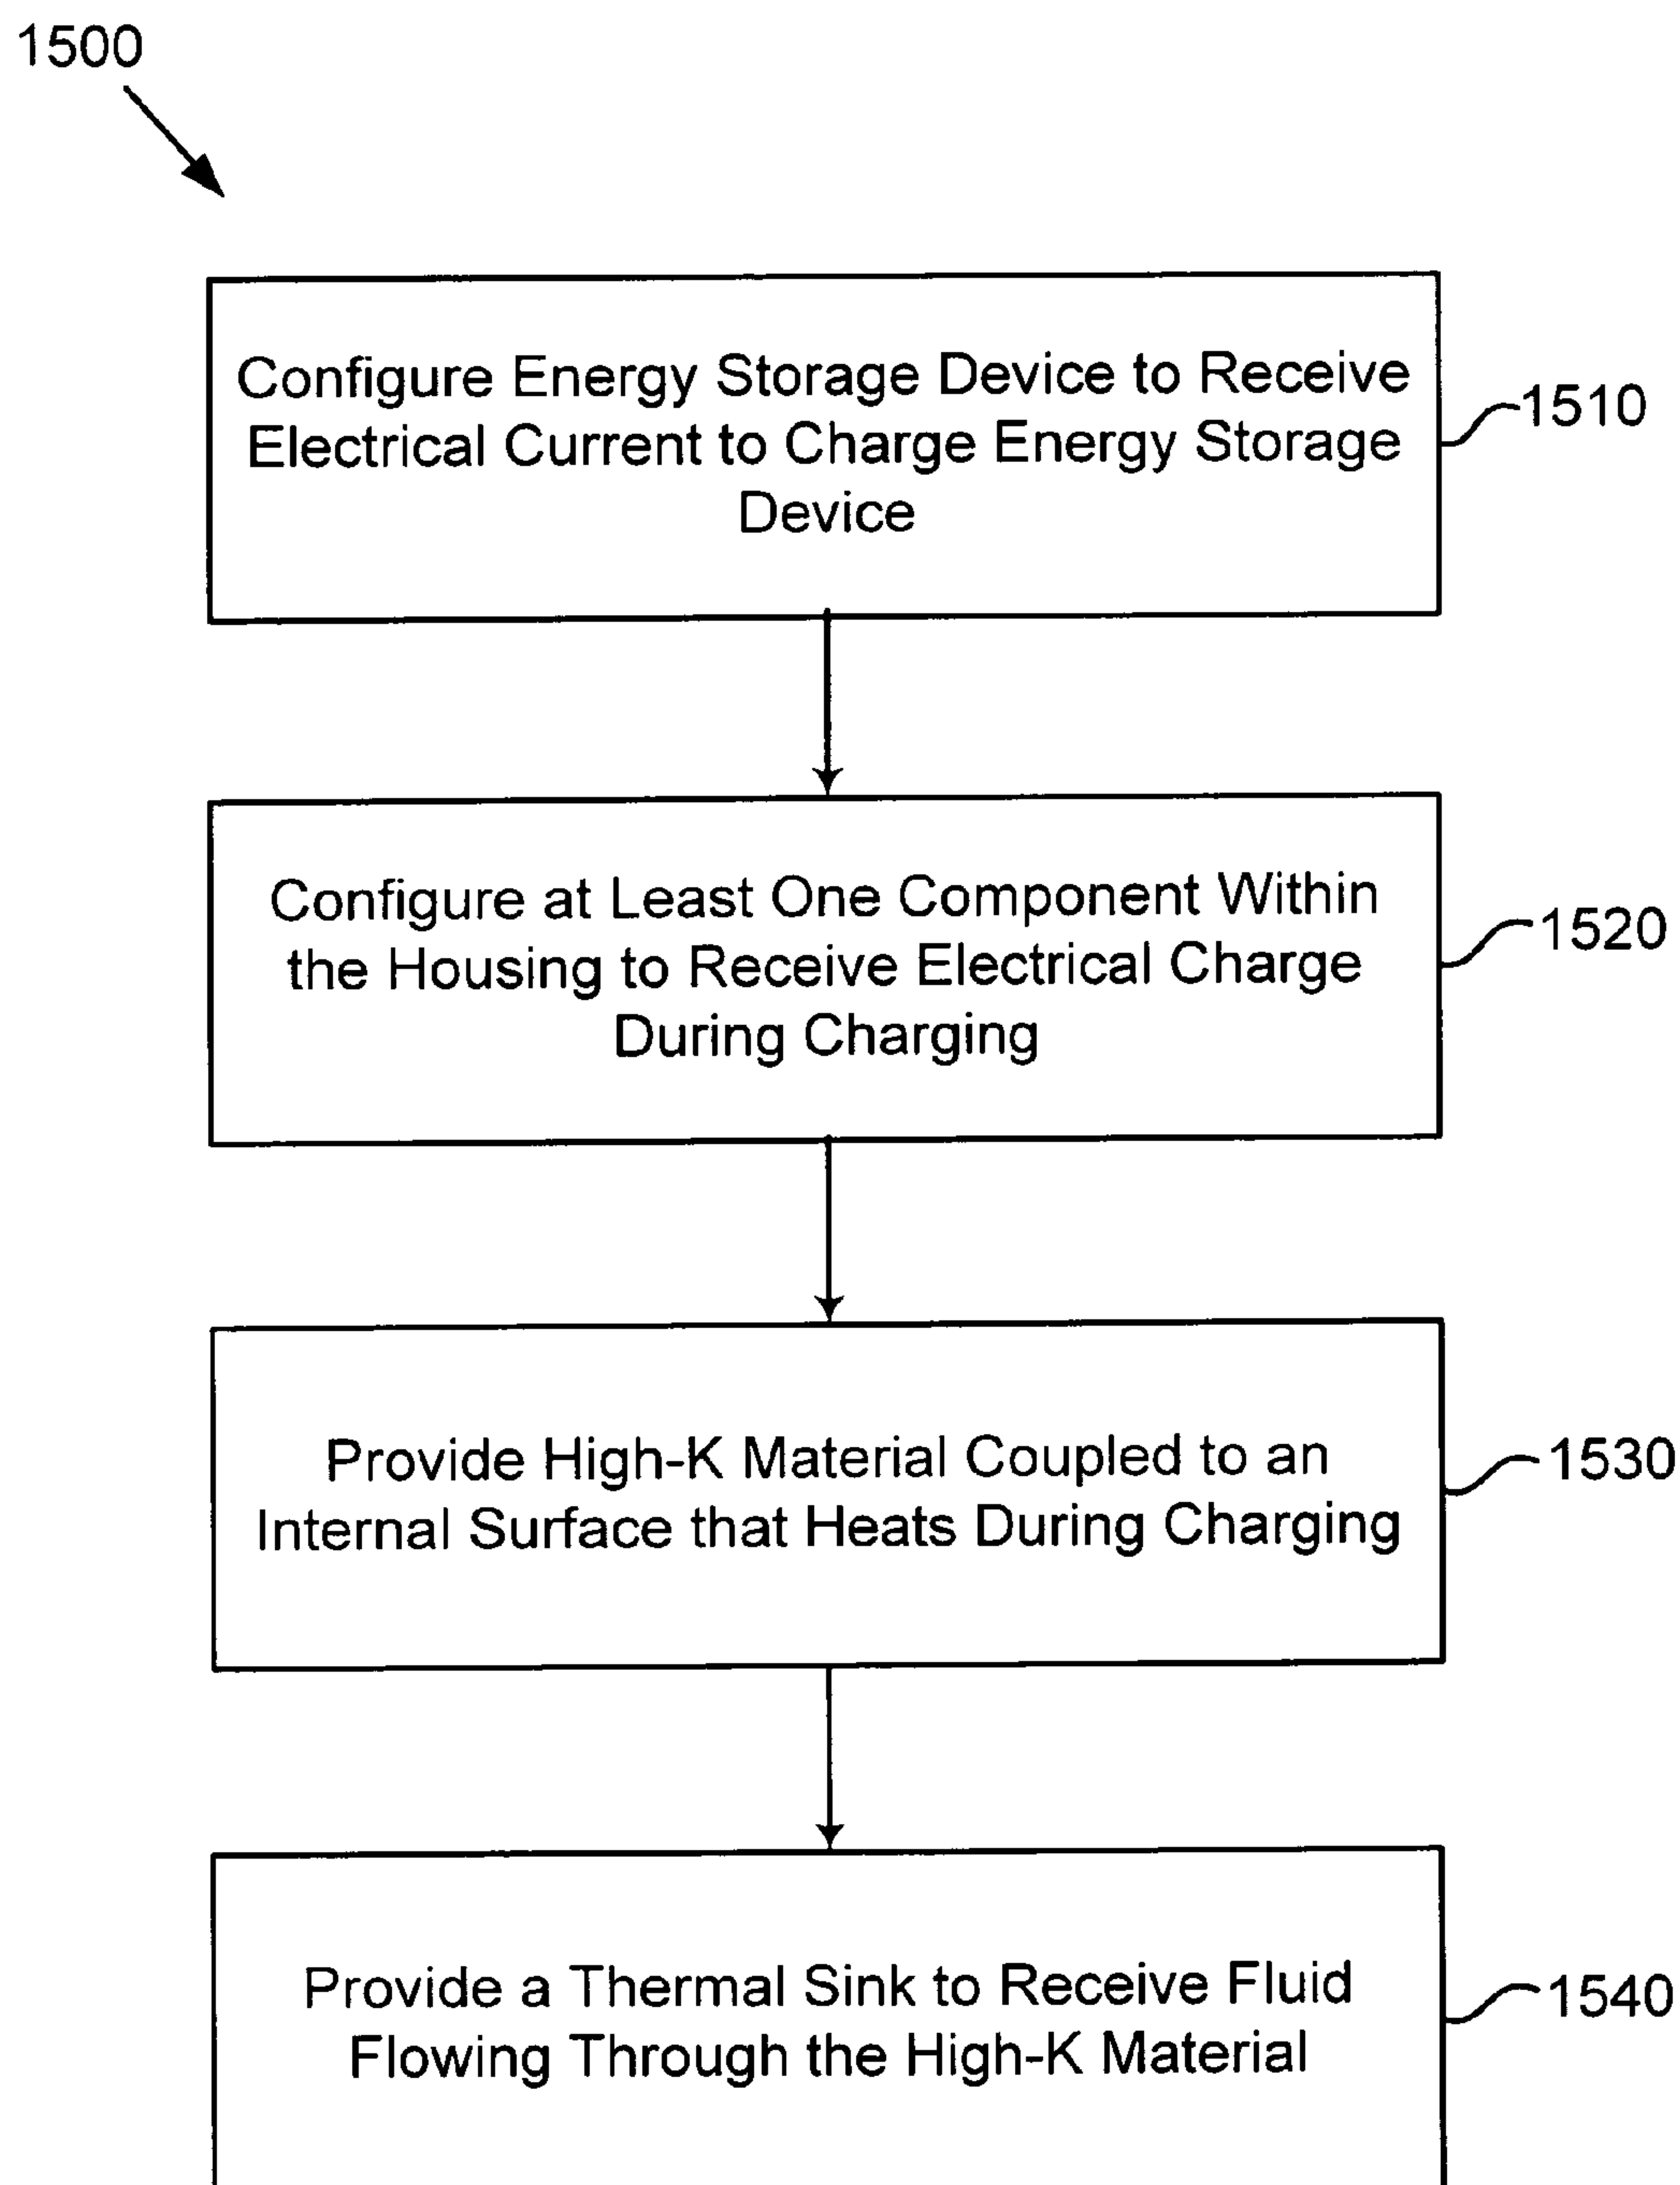 1500
Configure Energy Storage Device to Receive
Electrical Current to Charge Energy Storage
Device
1510
Configure at Least One Component Within
the Housing to Receive Electrical Charge
During Charging
1520
Provide High-K Material Coupled to an
Internal Surface that Heats During Charging
1530
Provide a Thermal Sink to Receive Fluid
Flowing Through the High-K Material
1540